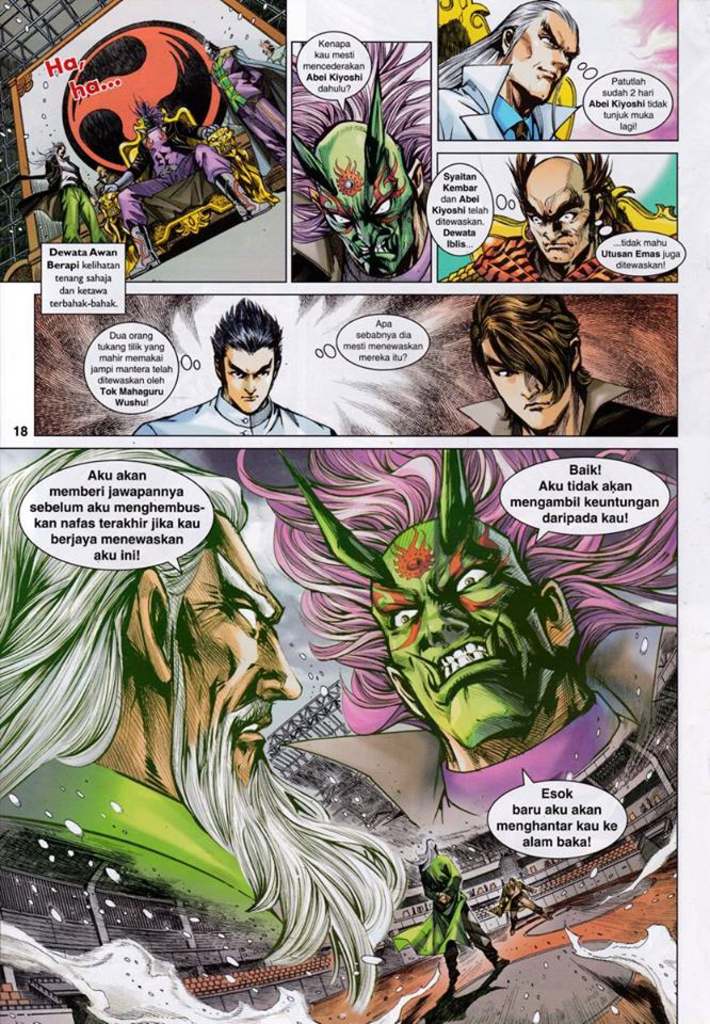 Ha,
ha...
Dewata Awan
Berapi kelihatan
tenang sahaja
dan ketawa
terbahak-bahak.
Kenapa
kau mesti
mencederakan
Abei Kiyoshi
dahulu?
Patutlah
sudah 2 hari
Abei Kiyoshi tidak
tunjuk muka
lagi!
Syaitan
Kembar
dan Abei
Kiyoshi telah
ditewaskan.
Dewata
Iblis...
...tidak mahu
Utusan Emas juga
ditewaskan!
Dua orang
tukang tilik yang
mahir memakai
jampi mantera telah
ditewaskan oleh
Tok Mahaguru
Wushu!
Apa
sebabnya dia
mesti menewaskan
mereka itu?
18
Aku akan
memberi jawapannya
sebelum aku menghembus-
kan nafas terakhir jika kau
berjaya menewaskan
aku ini!
Baik!
Aku tidak akan
mengambil keuntungan
daripada kau!
Esok
baru aku akan
menghantar kau ke
alam baka!